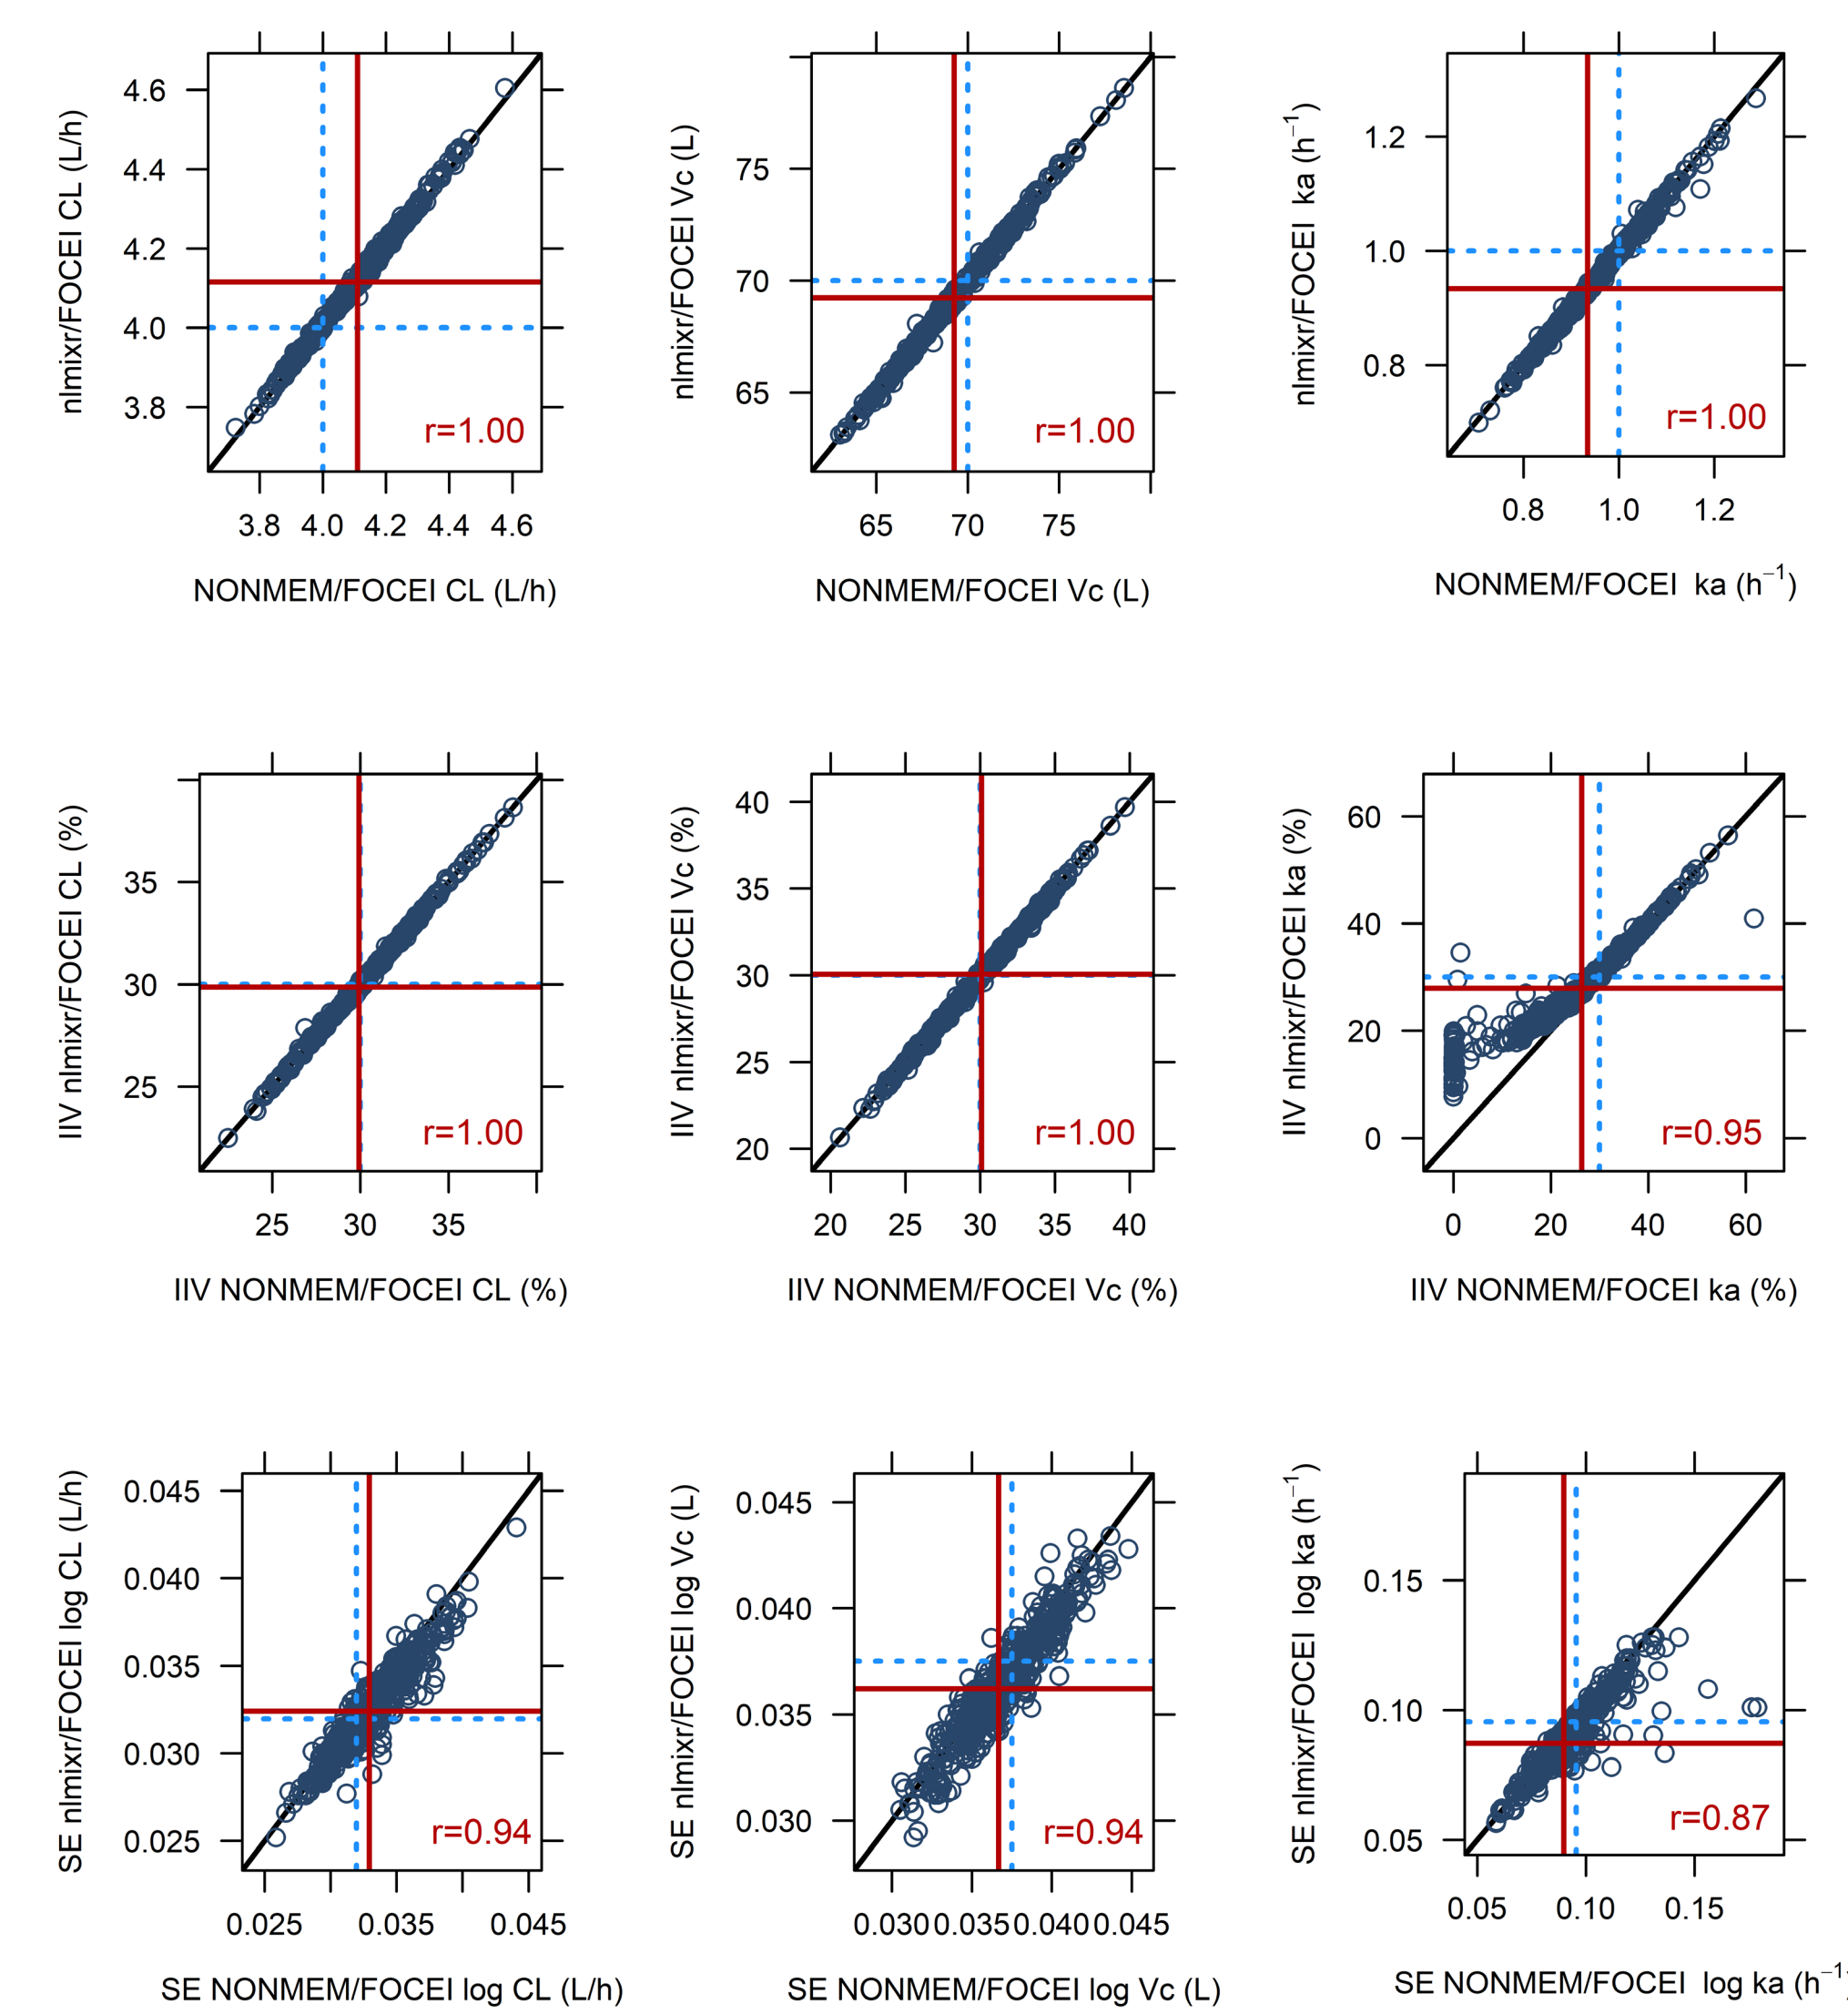 nlmixr/FOCEI CL (L/h)
4.6
4.4
4.2
4.0
3.8
r=1.00
3.8 4.0 4.2 4.4 4.6
NONMEM/FOCEI CL (L/h)
nlmixr/FOCEI Vc (L)
75
70
65
r=1.00
65 70 75
NONMEM/FOCEI Vc (L)
nlmixr/FOCEI ka (h⁻¹)
1.2
1.0
0.8
r=1.00
0.8 1.0 1.2
NONMEM/FOCEI ka (h⁻¹)
IIV nlmixr/FOCEI CL (%)
35
30
25
r=1.00
25 30 35
IIV NONMEM/FOCEI CL (%)
IIV nlmixr/FOCEI Vc (%)
40
35
30
25
20
r=1.00
20 25 30 35 40
IIV NONMEM/FOCEI Vc (%)
IIV nlmixr/FOCEI ka (%)
60
40
20
0
r=0.95
0 20 40 60
IIV NONMEM/FOCEI ka (%)
SE nlmixr/FOCEI log CL (L/h)
0.045
0.040
0.035
0.030
0.025
r=0.94
0.025 0.035 0.045
SE NONMEM/FOCEI log CL (L/h)
SE nlmixr/FOCEI log Vc (L)
0.045
0.040
0.035
0.030
r=0.94
0.030 0.035 0.040 0.045
SE NONMEM/FOCEI log Vc (L)
SE nlmixr/FOCEI log ka (h⁻¹)
0.15
0.10
0.05
r=0.87
0.05 0.10 0.15
SE NONMEM/FOCEI log ka (h⁻¹)